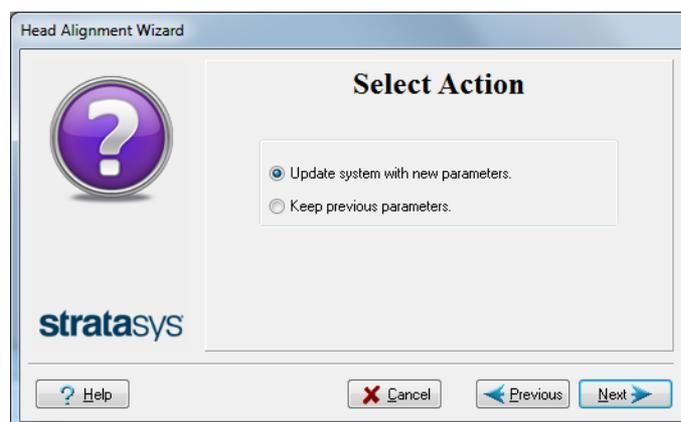 Head Alignment Wizard
Select Action
Update system with new parameters.
Keep previous parameters.
stratasys
? Help
Cancel
Previous
Next